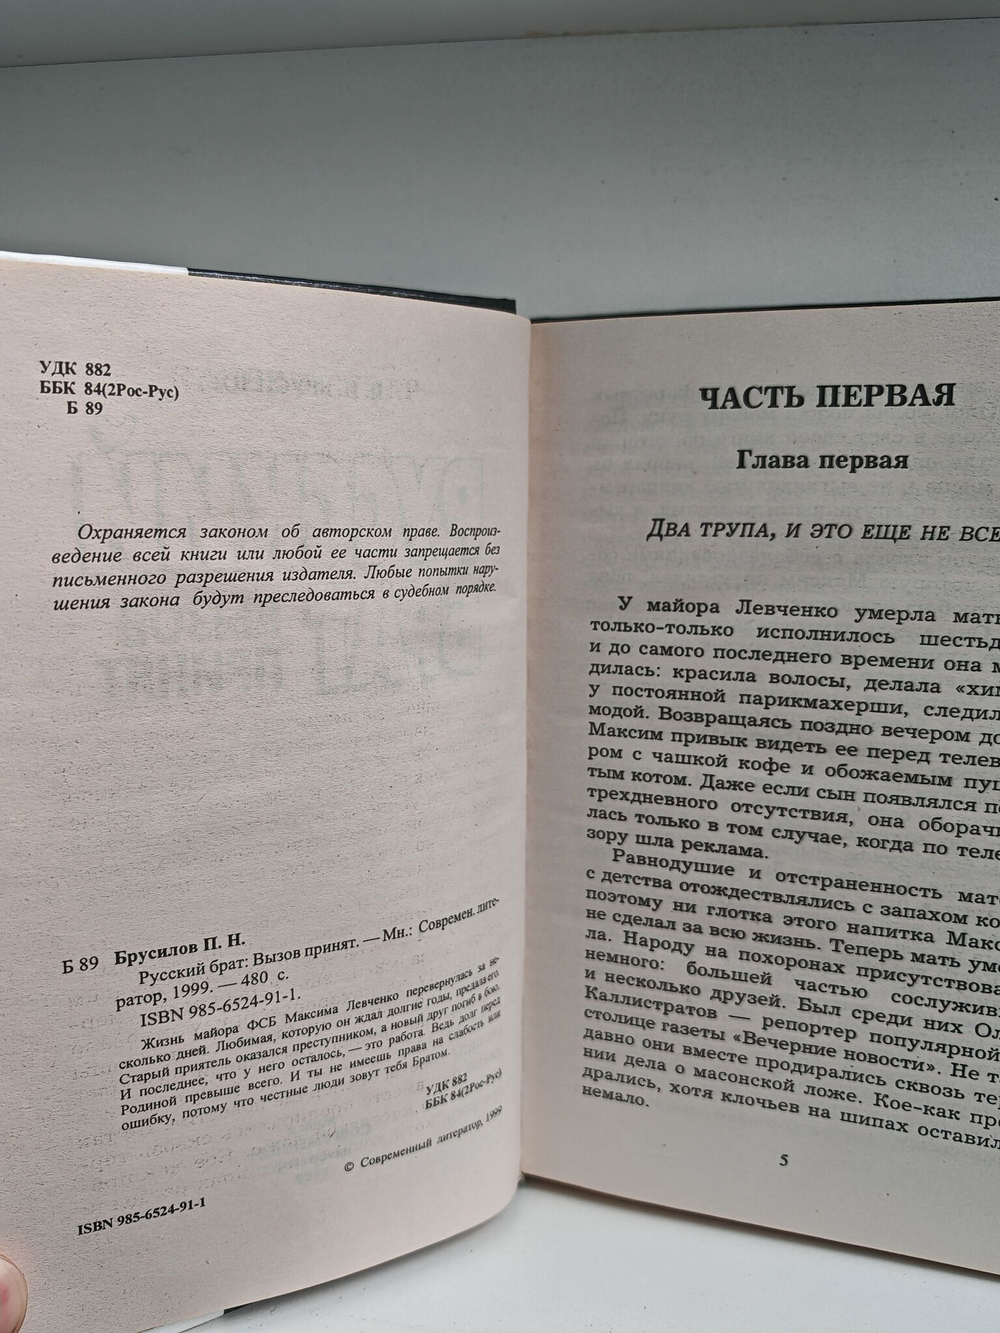 УДК 882
ББК 84(2Рос-Рус)
Б 89
Охраняется законом об авторском праве. Воспроиз-
ведение всей книги или любой ее части запрещается без
письменного разрешения издателя. Любые попытки нару-
шения закона будут преследоваться в судебном порядке.
Брусилов П. Н.
Б 89 Русский брат: Вызов принят. — Мн.: Современ. лите-
ратор, 1999. — 480 с.
ISBN 985-6524-91-1.
Жизнь майора ФСБ Максима Левченко перевернулась за не-
сколько дней. Любимая, которую он ждал долгие годы, предала его.
Старый приятель оказался преступником, а новый друг погиб в бою.
И последнее, что у него осталось, — это работа. Ведь долг перед
Родиной превыше всего. И ты не имеешь права на слабость или
ошибку, потому что честные люди зовут тебя Братом.
УДК 882
ББК 84(2Рос-Рус)
© Современный литератор, 1999
ISBN 985-6524-91-1
ЧАСТЬ ПЕРВАЯ
Глава первая
ДВА ТРУПА, И ЭТО ЕЩЕ НЕ ВСЕ
У майора Левченко умерла мать
только-только исполнилось шестьд
и до самого последнего времени она м
дилась: красила волосы, делала «хи
у постоянной парикмахерши, следил
модой. Возвращаясь поздно вечером до
Максим привык видеть ее перед телев
ром с чашкой кофе и обожаемым пу
тым котом. Даже если сын появлялся п
трехдневного отсутствия, она оборач
лась только в том случае, когда по теле
зору шла реклама.
Равнодушие и отстраненность мат
с детства отождествлялись с запахом ко
поэтому ни глотка этого напитка Макс
не сделал за всю жизнь. Теперь мать уме
ла. Народу на похоронах присутствова
немного: большей частью сослужив
и несколько друзей. Был среди них Ол
Каллистратов — репортер популярной
столице газеты «Вечерние новости». Не т
давно они вместе продирались сквозь те
нии дела о масонской ложе. Кое-как пр
дрались, хотя клочьев на шипах оставил
немало.
5